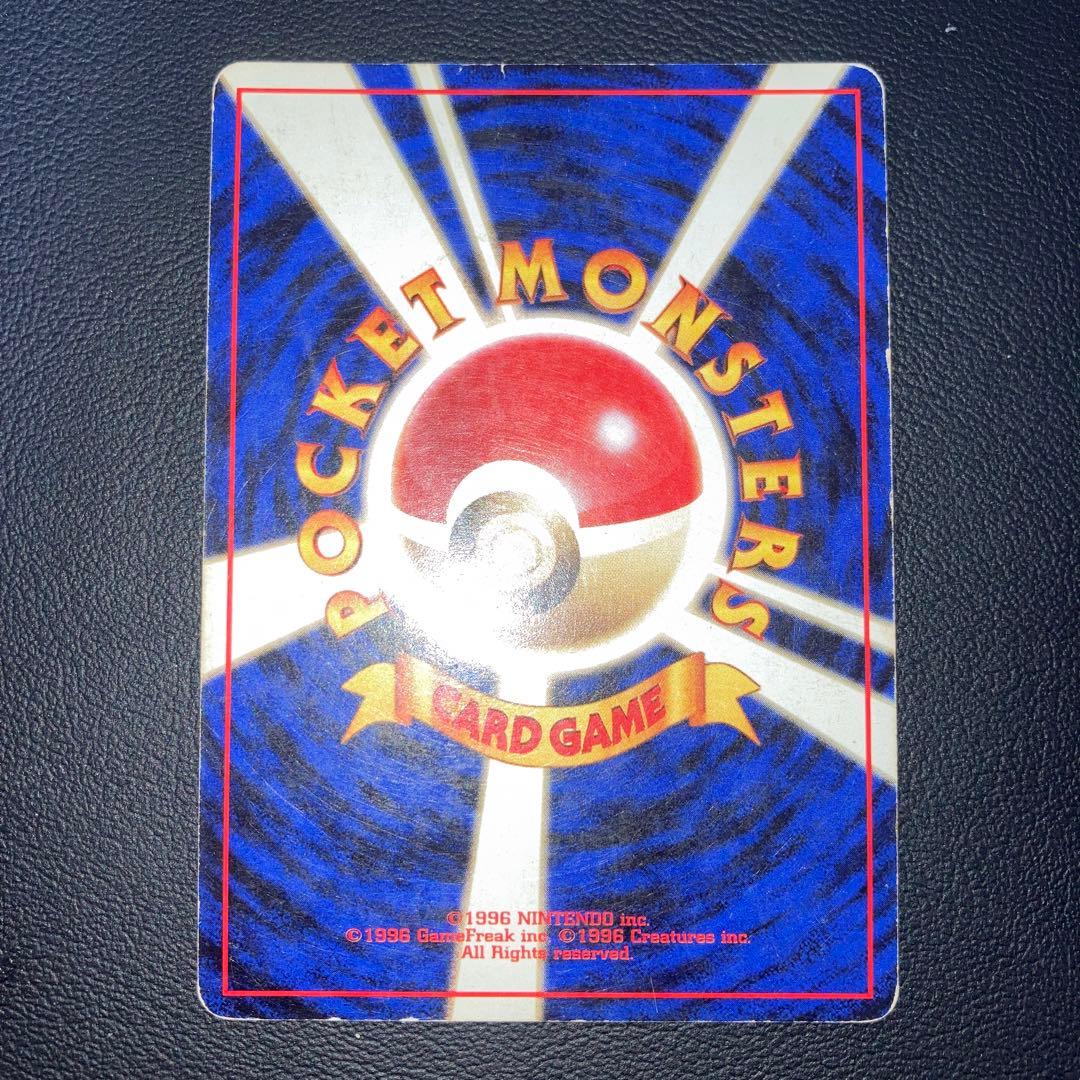 POCKET MONSTERS
CARD GAME
©1996 NINTENDO inc.
©1996 GameFreak inc. ©1996 Creatures inc.
All Rights reserved.